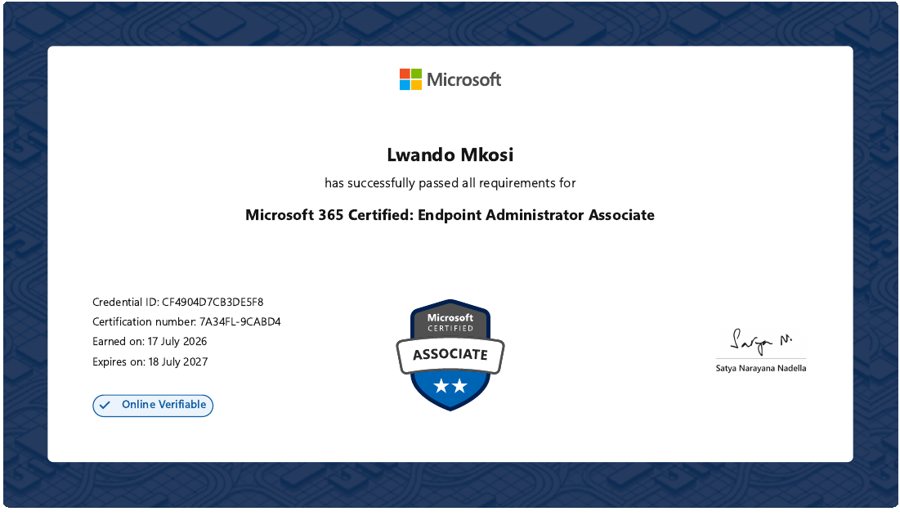 Microsoft
Lwando Mkosi
has successfully passed all requirements for
Microsoft 365 Certified: Endpoint Administrator Associate
Credential ID: CF4904D7CB3DE5F8
Certification number: 7A34FL-9CABD4
Earned on: 17 July 2026
Expires on: 18 July 2027
Online Verifiable
Microsoft
CERTIFIED
ASSOCIATE
Satya N.
Satya Narayana Nadella